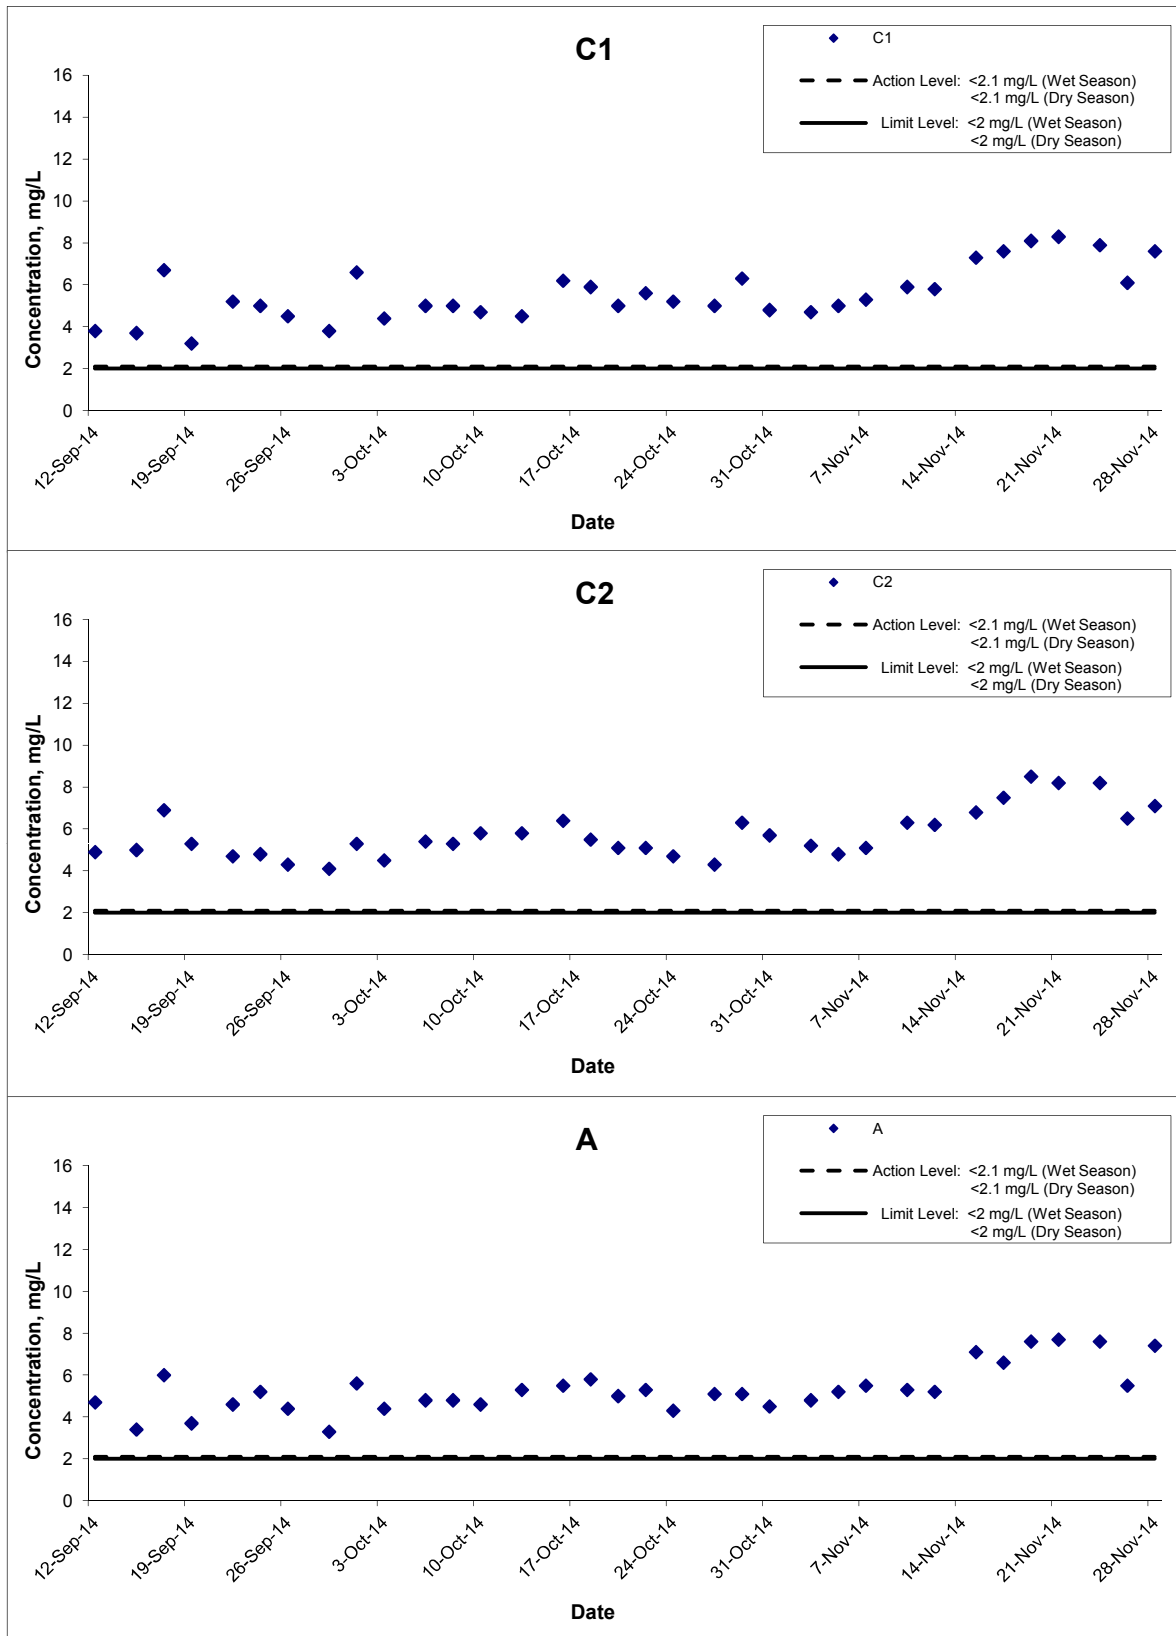 C1
C1
Action Level: <2.1 mg/L (Wet Season)
<2.1 mg/L (Dry Season)
Limit Level: <2 mg/L (Wet Season)
<2 mg/L (Dry Season)
Concentration, mg/L
16
14
12
10
8
6
4
2
0
12-Sep-14
19-Sep-14
26-Sep-14
3-Oct-14
10-Oct-14
17-Oct-14
24-Oct-14
31-Oct-14
7-Nov-14
14-Nov-14
21-Nov-14
28-Nov-14
Date
C2
C2
Action Level: <2.1 mg/L (Wet Season)
<2.1 mg/L (Dry Season)
Limit Level: <2 mg/L (Wet Season)
<2 mg/L (Dry Season)
Concentration, mg/L
16
14
12
10
8
6
4
2
0
12-Sep-14
19-Sep-14
26-Sep-14
3-Oct-14
10-Oct-14
17-Oct-14
24-Oct-14
31-Oct-14
7-Nov-14
14-Nov-14
21-Nov-14
28-Nov-14
Date
A
A
Action Level: <2.1 mg/L (Wet Season)
<2.1 mg/L (Dry Season)
Limit Level: <2 mg/L (Wet Season)
<2 mg/L (Dry Season)
Concentration, mg/L
16
14
12
10
8
6
4
2
0
12-Sep-14
19-Sep-14
26-Sep-14
3-Oct-14
10-Oct-14
17-Oct-14
24-Oct-14
31-Oct-14
7-Nov-14
14-Nov-14
21-Nov-14
28-Nov-14
Date